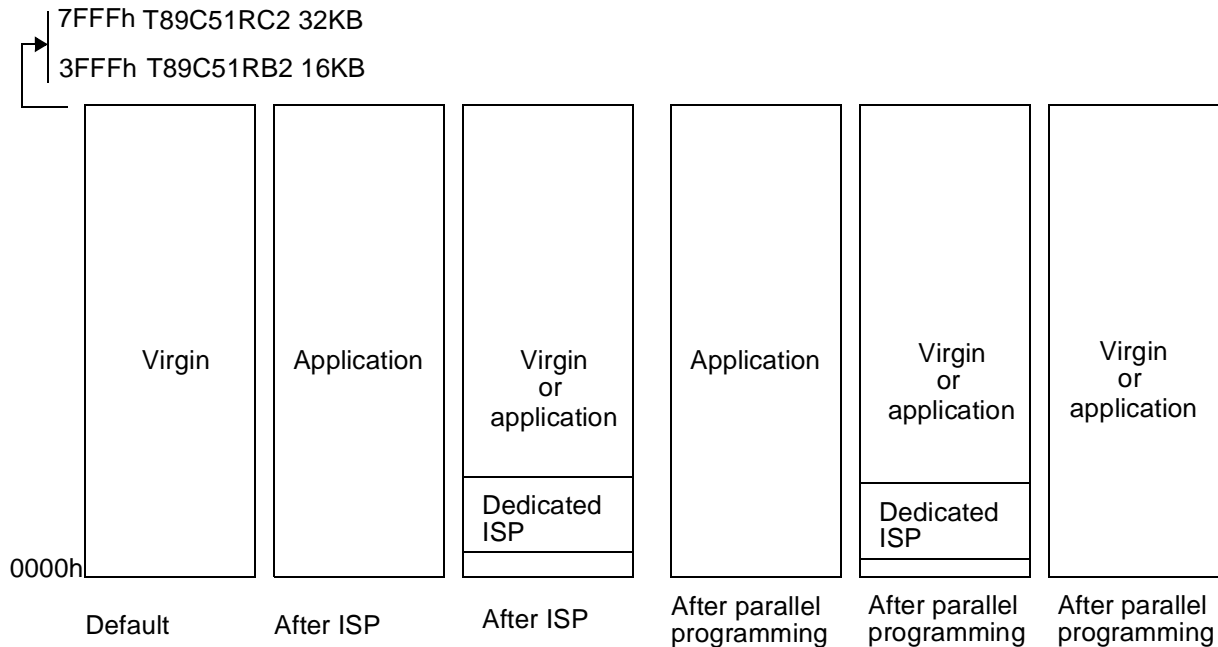 7FFFh T89C51RC2 32KB
3FFFh T89C51RB2 16KB
Virgin
Application
Virgin
or
application
Dedicated
ISP
Application
Virgin
or
application
Dedicated
ISP
Virgin
or
application
0000h
Default
After ISP
After ISP
After parallel
programming
After parallel
programming
After parallel
programming